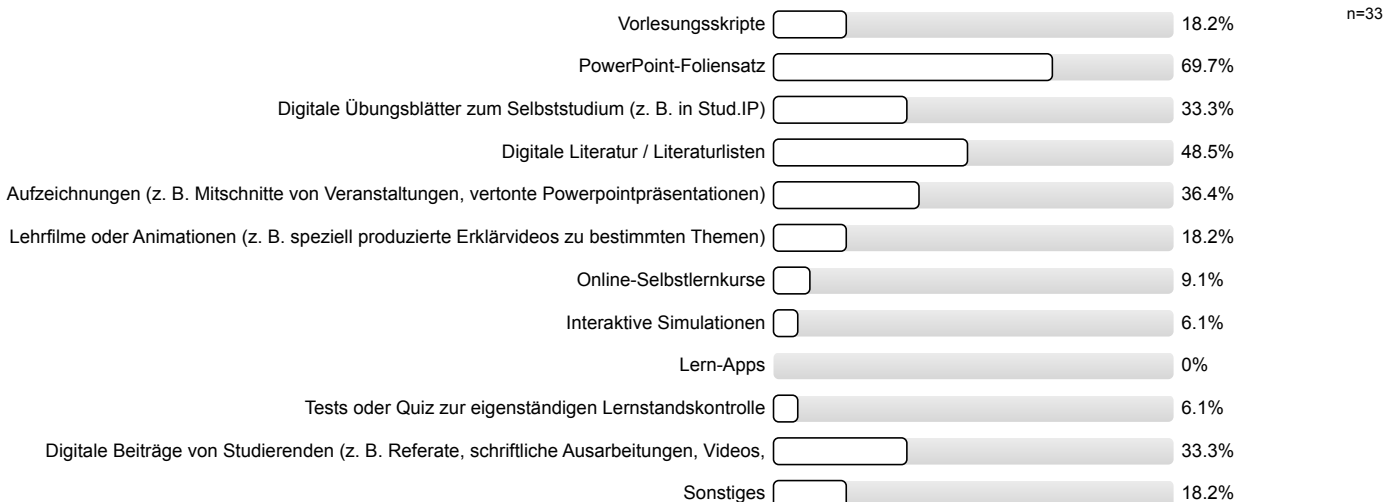 Vorlesungsskripte 18.2% n=33
PowerPoint-Foliensatz 69.7%
Digitale Übungsblätter zum Selbststudium (z. B. in Stud.IP) 33.3%
Digitale Literatur / Literaturlisten 48.5%
Aufzeichnungen (z. B. Mitschnitte von Veranstaltungen, vertonte Powerpointpräsentationen) 36.4%
Lehrfilme oder Animationen (z. B. speziell produzierte Erklärvideos zu bestimmten Themen) 18.2%
Online-Selbstlernkurse 9.1%
Interaktive Simulationen 6.1%
Lern-Apps 0%
Tests oder Quiz zur eigenständigen Lernstandskontrolle 6.1%
Digitale Beiträge von Studierenden (z. B. Referate, schriftliche Ausarbeitungen, Videos, 33.3%
Sonstiges 18.2%